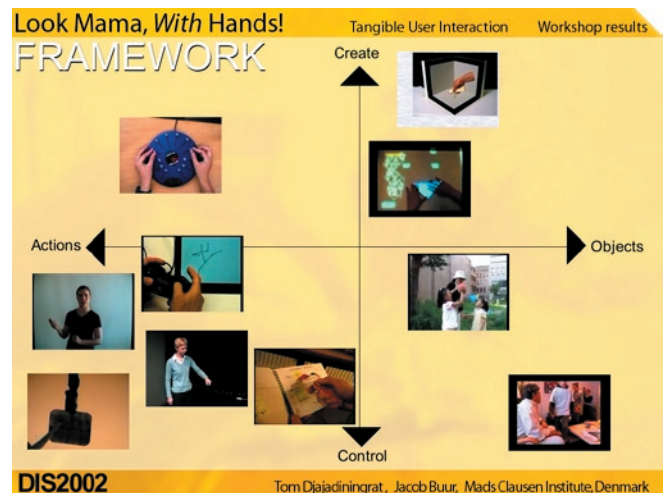 Look Mama, With Hands! Tangible User Interaction Workshop results
FRAMEWORK
Create
Actions Objects
Control
DIS2002 Tom Djajadiningrat, Jacob Buur, Mads Clausen Institute, Denmark